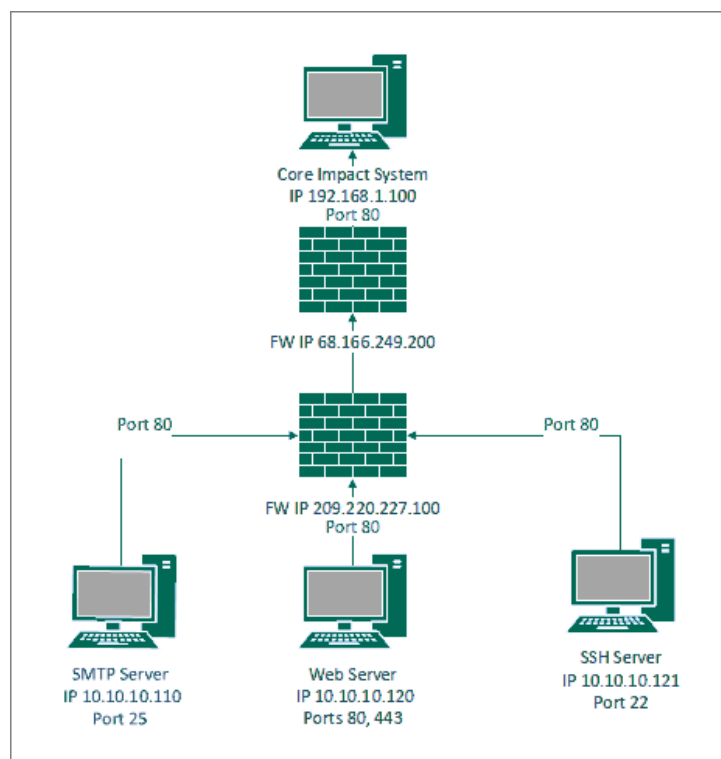 Core Impact System
IP 192.168.1.100
Port 80
FW IP 68.166.249.200
Port 80
Port 80
FW IP 209.220.227.100
Port 80
SMTP Server
IP 10.10.10.110
Port 25
Web Server
IP 10.10.10.120
Ports 80, 443
SSH Server
IP 10.10.10.121
Port 22